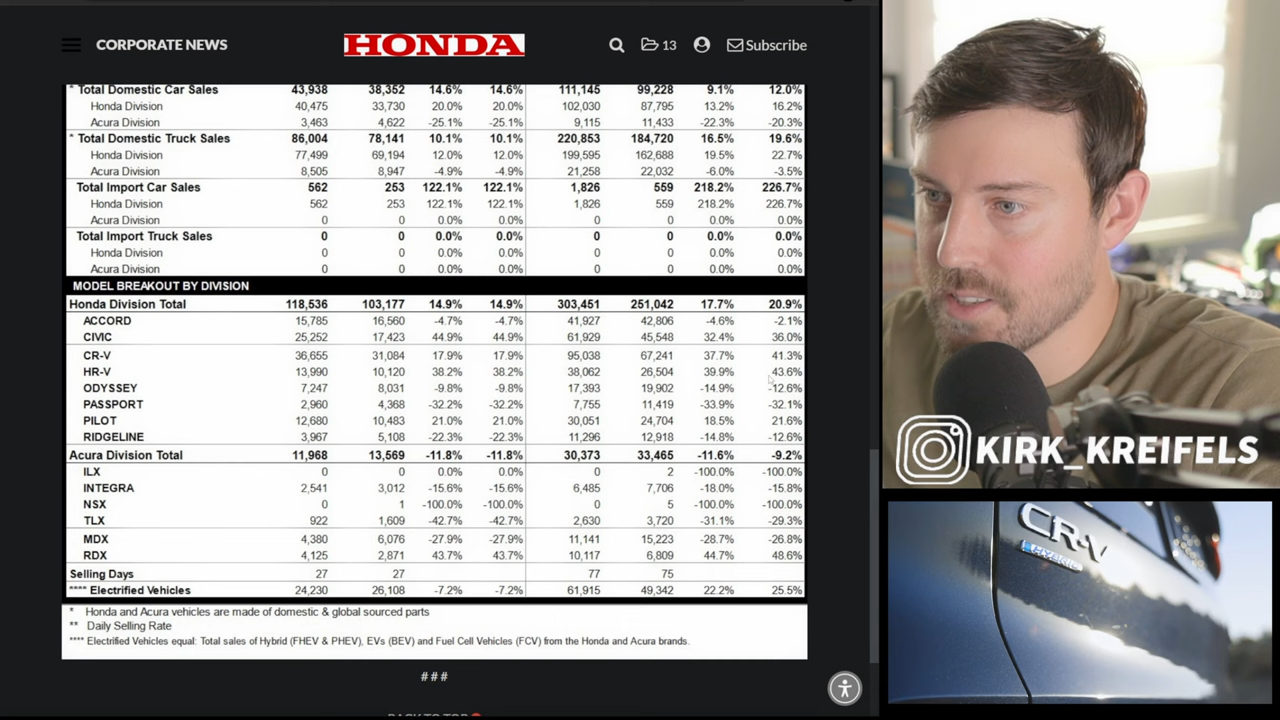 CORPORATE NEWS HONDA 13 Subscribe
* Total Domestic Car Sales 43,938 38,352 14.6% 14.6% 111,145 99,228 9.1% 12.0%
Honda Division 40,475 33,730 20.0% 20.0% 102,030 87,795 13.2% 16.2%
Acura Division 3,463 4,622 -25.1% -25.1% 9,115 11,433 -22.3% -20.3%
* Total Domestic Truck Sales 86,004 78,141 10.1% 10.1% 220,853 184,720 16.5% 19.6%
Honda Division 77,499 69,194 12.0% 12.0% 199,595 162,688 19.5% 22.7%
Acura Division 8,505 8,947 -4.9% -4.9% 21,258 22,032 -6.0% -3.5%
Total Import Car Sales 562 253 122.1% 122.1% 1,826 559 218.2% 226.7%
Honda Division 562 253 122.1% 122.1% 1,826 559 218.2% 226.7%
Acura Division 0 0 0.0% 0.0% 0 0 0.0% 0.0%
Total Import Truck Sales 0 0 0.0% 0.0% 0 0 0.0% 0.0%
Honda Division 0 0 0.0% 0.0% 0 0 0.0% 0.0%
Acura Division 0 0 0.0% 0.0% 0 0 0.0% 0.0%
MODEL BREAKOUT BY DIVISION
Honda Division Total 118,536 103,177 14.9% 14.9% 303,451 251,042 17.7% 20.9%
ACCORD 15,785 16,560 -4.7% -4.7% 41,927 42,806 -4.6% -2.1%
CIVIC 25,252 17,423 44.9% 44.9% 61,929 45,548 32.4% 36.0%
CR-V 36,655 31,084 17.9% 17.9% 95,038 67,241 37.7% 41.3%
HR-V 13,990 10,120 38.2% 38.2% 38,062 26,504 39.9% 43.6%
ODYSSEY 7,247 8,031 -9.8% -9.8% 17,393 19,902 -14.9% -12.6%
PASSPORT 2,960 4,368 -32.2% -32.2% 7,755 11,419 -33.9% -32.1%
PILOT 12,680 10,483 21.0% 21.0% 30,051 24,704 18.5% 21.6%
RIDGELINE 3,967 5,108 -22.3% -22.3% 11,296 12,918 -14.8% -12.6%
Acura Division Total 11,968 13,569 -11.8% -11.8% 30,373 33,465 -11.6% -9.2%
ILX 0 0 0.0% 0.0% 0 2 -100.0% -100.0%
INTEGRA 2,541 3,012 -15.6% -15.6% 6,485 7,706 -18.0% -15.8%
NSX 0 1 -100.0% -100.0% 0 5 -100.0% -100.0%
TLX 922 1,609 -42.7% -42.7% 2,630 3,720 -31.1% -29.3%
MDX 4,380 6,076 -27.9% -27.9% 11,141 15,223 -28.7% -26.8%
RDX 4,125 2,871 43.7% 43.7% 10,117 6,809 44.7% 48.6%
Selling Days 27 27 77 75
**** Electrified Vehicles 24,230 26,108 -7.2% -7.2% 61,915 49,342 22.2% 25.5%
* Honda and Acura vehicles are made of domestic & global sourced parts
** Daily Selling Rate
**** Electrified Vehicles equal: Total sales of Hybrid (FHEV & PHEV), EVs (BEV) and Fuel Cell Vehicles (FCV) from the Honda and Acura brands.
# # #
BACK TO TOP
KIRK_KREIFELS
CR-V
HYBRID